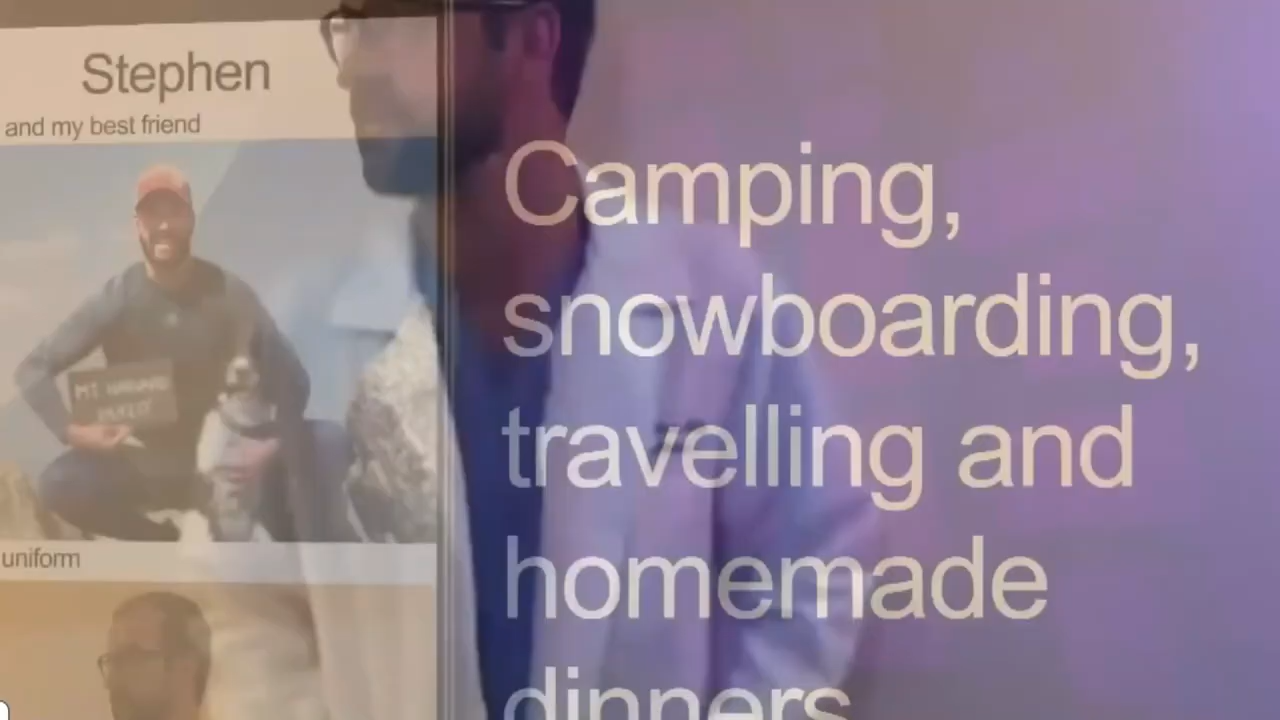 Stephen
and my best friend
uniform
Camping,
snowboarding,
travelling and
homemade
dinners